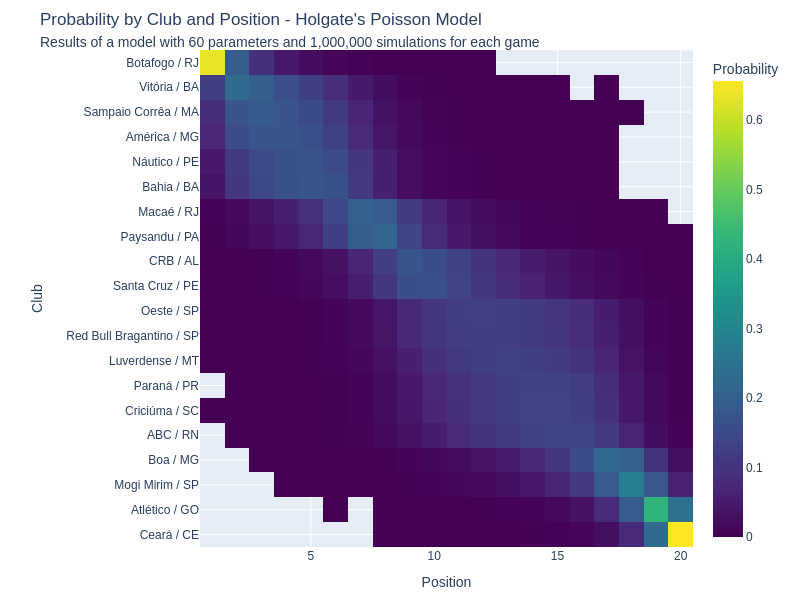 Probability by Club and Position - Holgate's Poisson Model
Results of a model with 60 parameters and 1,000,000 simulations for each game
Probability
Club
Botafogo / RJ
Vitória / BA
Sampaio Corrêa / MA
América / MG
Náutico / PE
Bahia / BA
Macaé / RJ
Paysandu / PA
CRB / AL
Santa Cruz / PE
Oeste / SP
Red Bull Bragantino / SP
Luverdense / MT
Paraná / PR
Criciúma / SC
ABC / RN
Boa / MG
Mogi Mirim / SP
Atlético / GO
Ceará / CE
0.6
0.5
0.4
0.3
0.2
0.1
0
5 10 15 20
Position